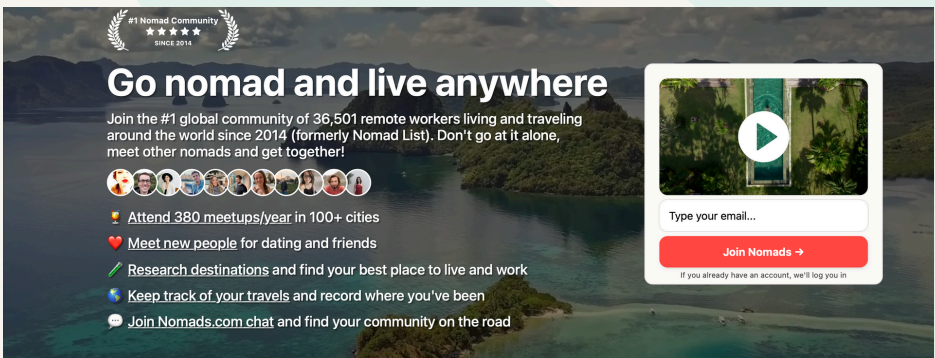 #1 Nomad Community
SINCE 2014
Go nomad and live anywhere
Join the #1 global community of 36,501 remote workers living and traveling
around the world since 2014 (formerly Nomad List). Don't go at it alone,
meet other nomads and get together!
🍹 Attend 380 meetups/year in 100+ cities
❤️ Meet new people for dating and friends
🧪 Research destinations and find your best place to live and work
🌎 Keep track of your travels and record where you've been
💬 Join Nomads.com chat and find your community on the road
Type your email...
Join Nomads →
If you already have an account, we'll log you in